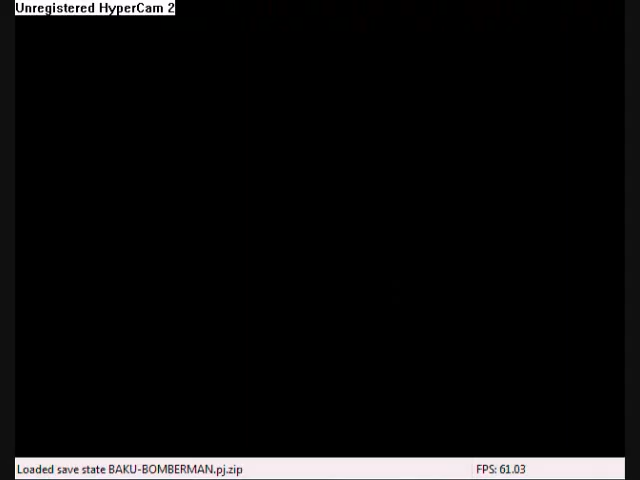 Unregistered HyperCam 2
Loaded save state BAKU-BOMBERMAN.pj.zip
FPS: 61.03